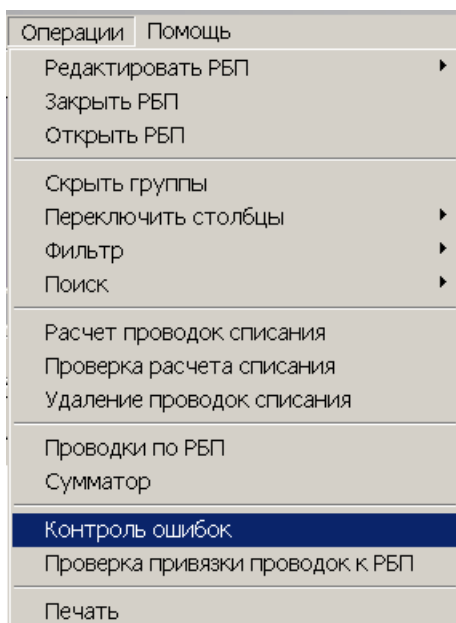 Операции Помощь
Редактировать РБП
Закрыть РБП
Открыть РБП
Скрыть группы
Переключить столбцы
Фильтр
Поиск
Расчет проводок списания
Проверка расчета списания
Удаление проводок списания
Проводки по РБП
Сумматор
Контроль ошибок
Проверка привязки проводок к РБП
Печать